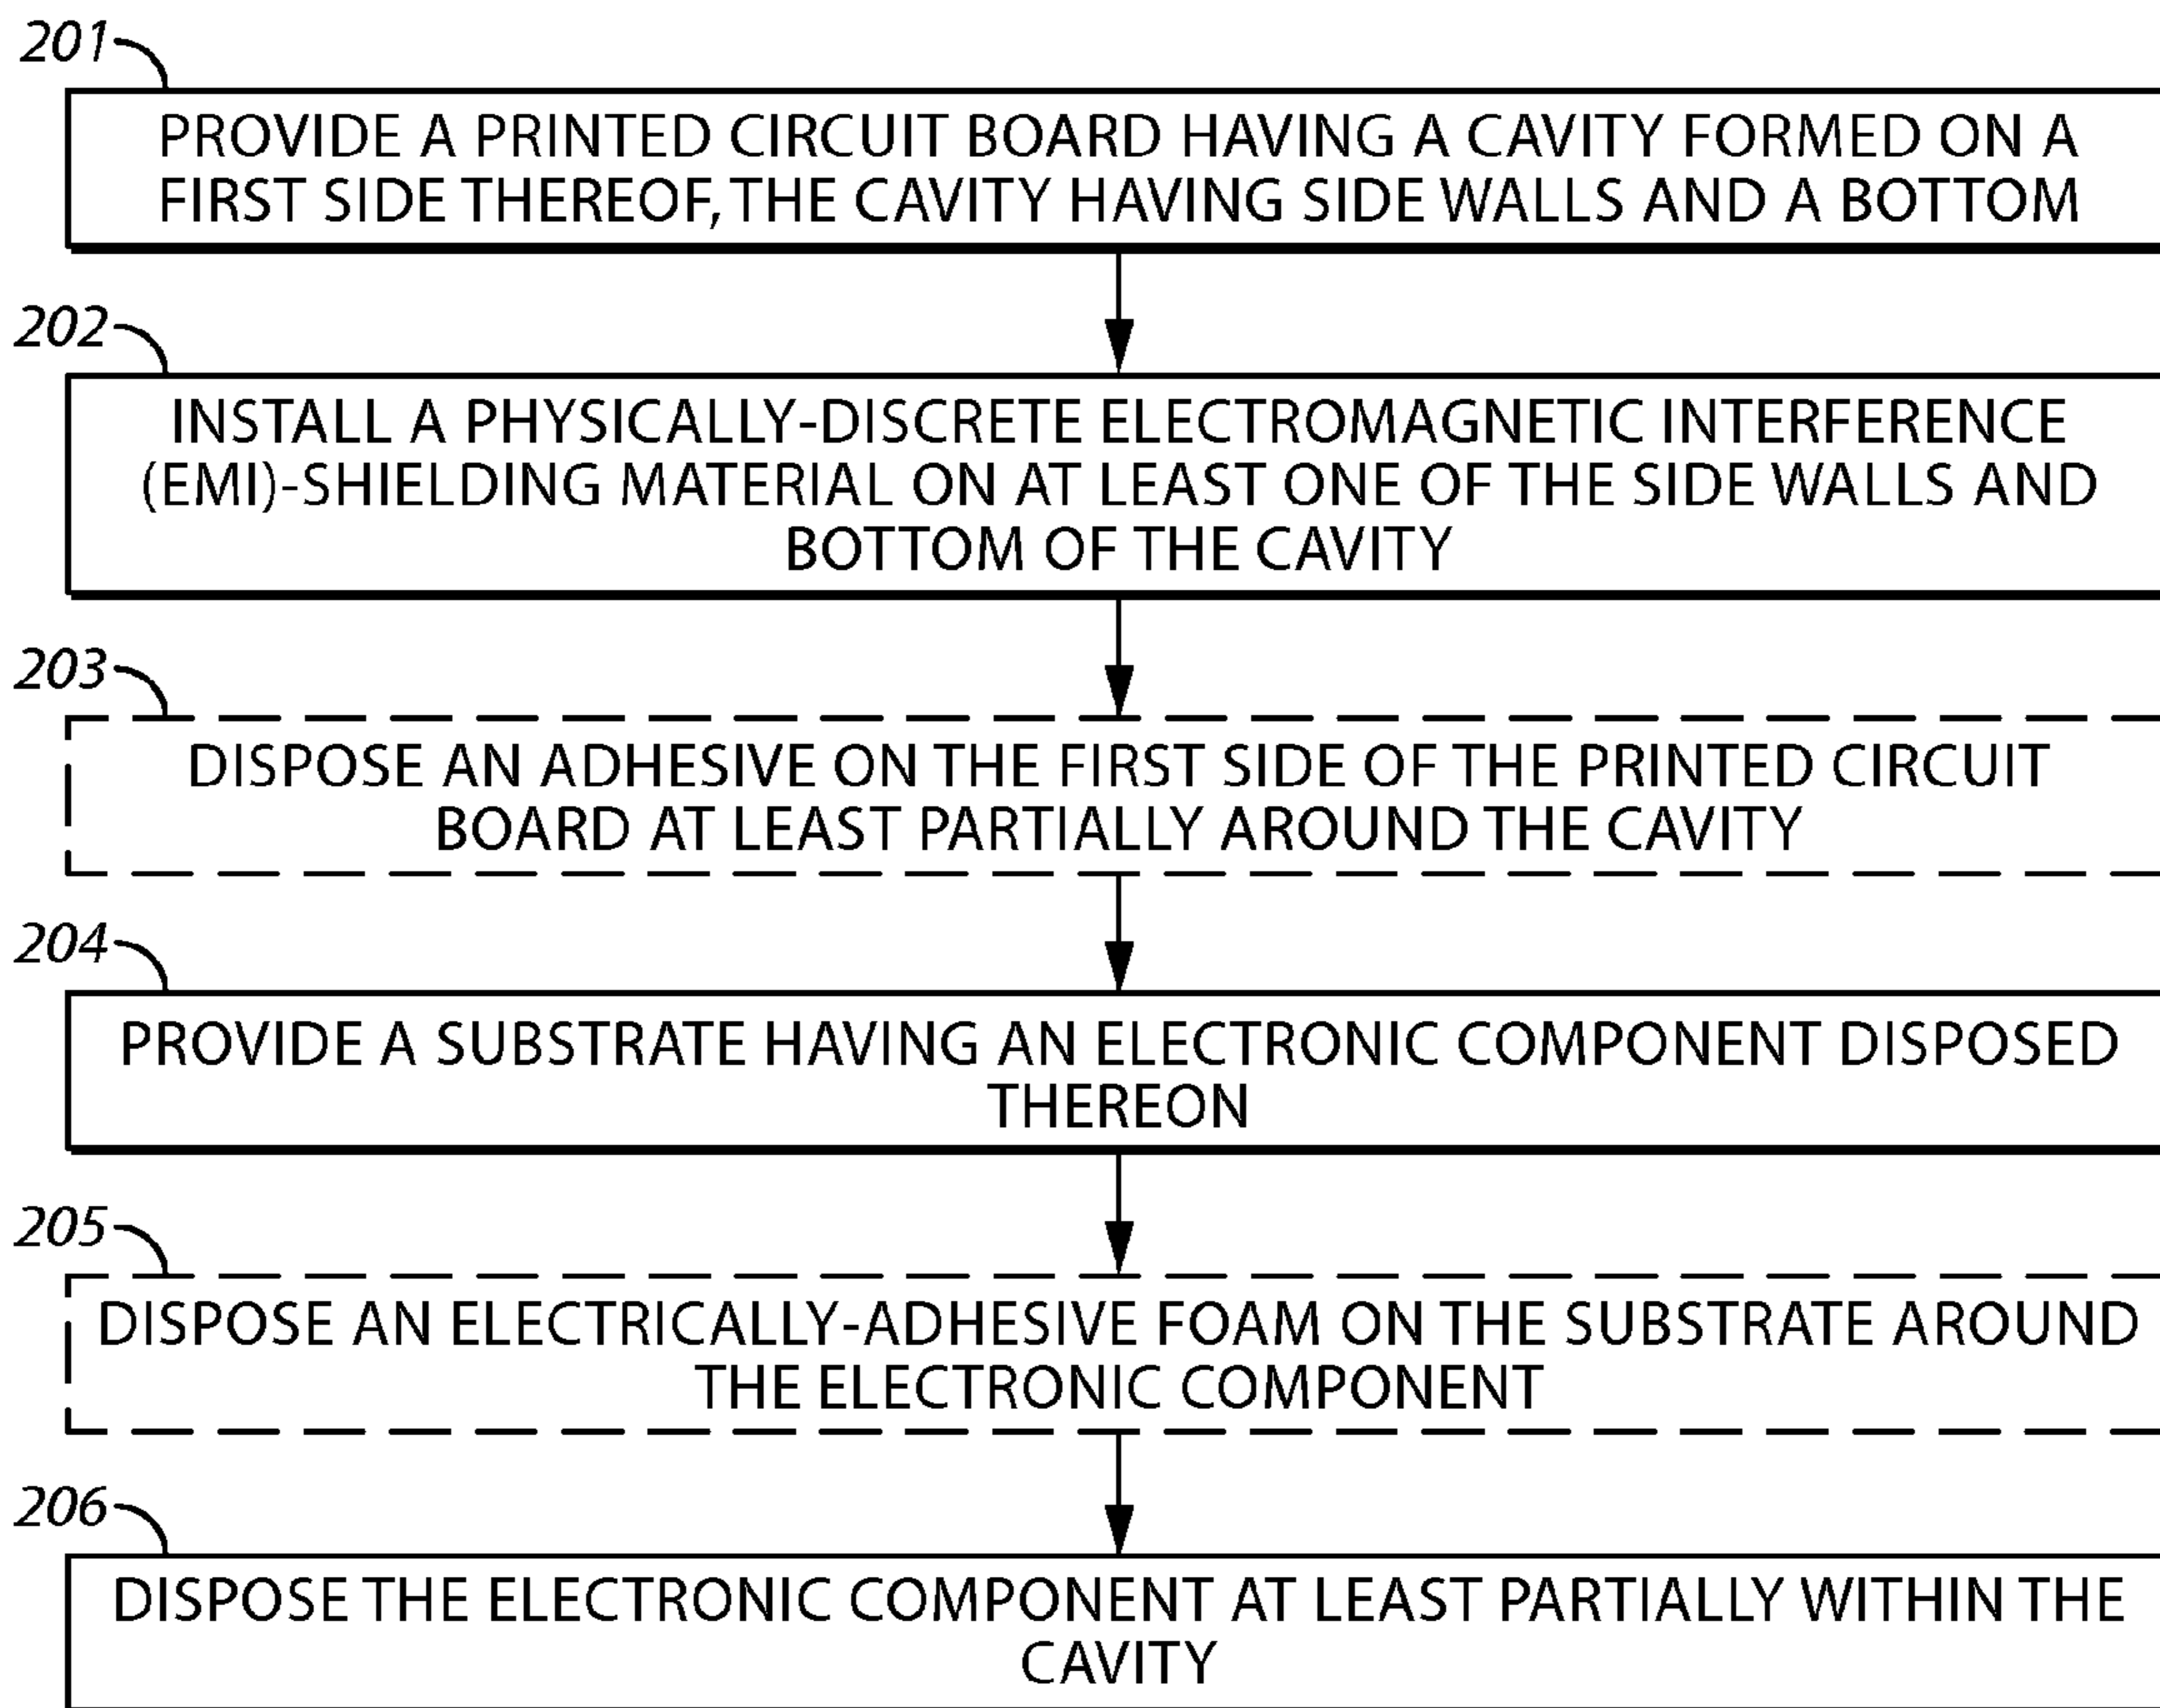 201
PROVIDE A PRINTED CIRCUIT BOARD HAVING A CAVITY FORMED ON A
FIRST SIDE THEREOF, THE CAVITY HAVING SIDE WALLS AND A BOTTOM
202
INSTALL A PHYSICALLY-DISCRETE ELECTROMAGNETIC INTERFERENCE
(EMI)-SHIELDING MATERIAL ON AT LEAST ONE OF THE SIDE WALLS AND
BOTTOM OF THE CAVITY
203
DISPOSE AN ADHESIVE ON THE FIRST SIDE OF THE PRINTED CIRCUIT
BOARD AT LEAST PARTIALLY AROUND THE CAVITY
204
PROVIDE A SUBSTRATE HAVING AN ELECTRONIC COMPONENT DISPOSED
THEREON
205
DISPOSE AN ELECTRICALLY-ADHESIVE FOAM ON THE SUBSTRATE AROUND
THE ELECTRONIC COMPONENT
206
DISPOSE THE ELECTRONIC COMPONENT AT LEAST PARTIALLY WITHIN THE
CAVITY